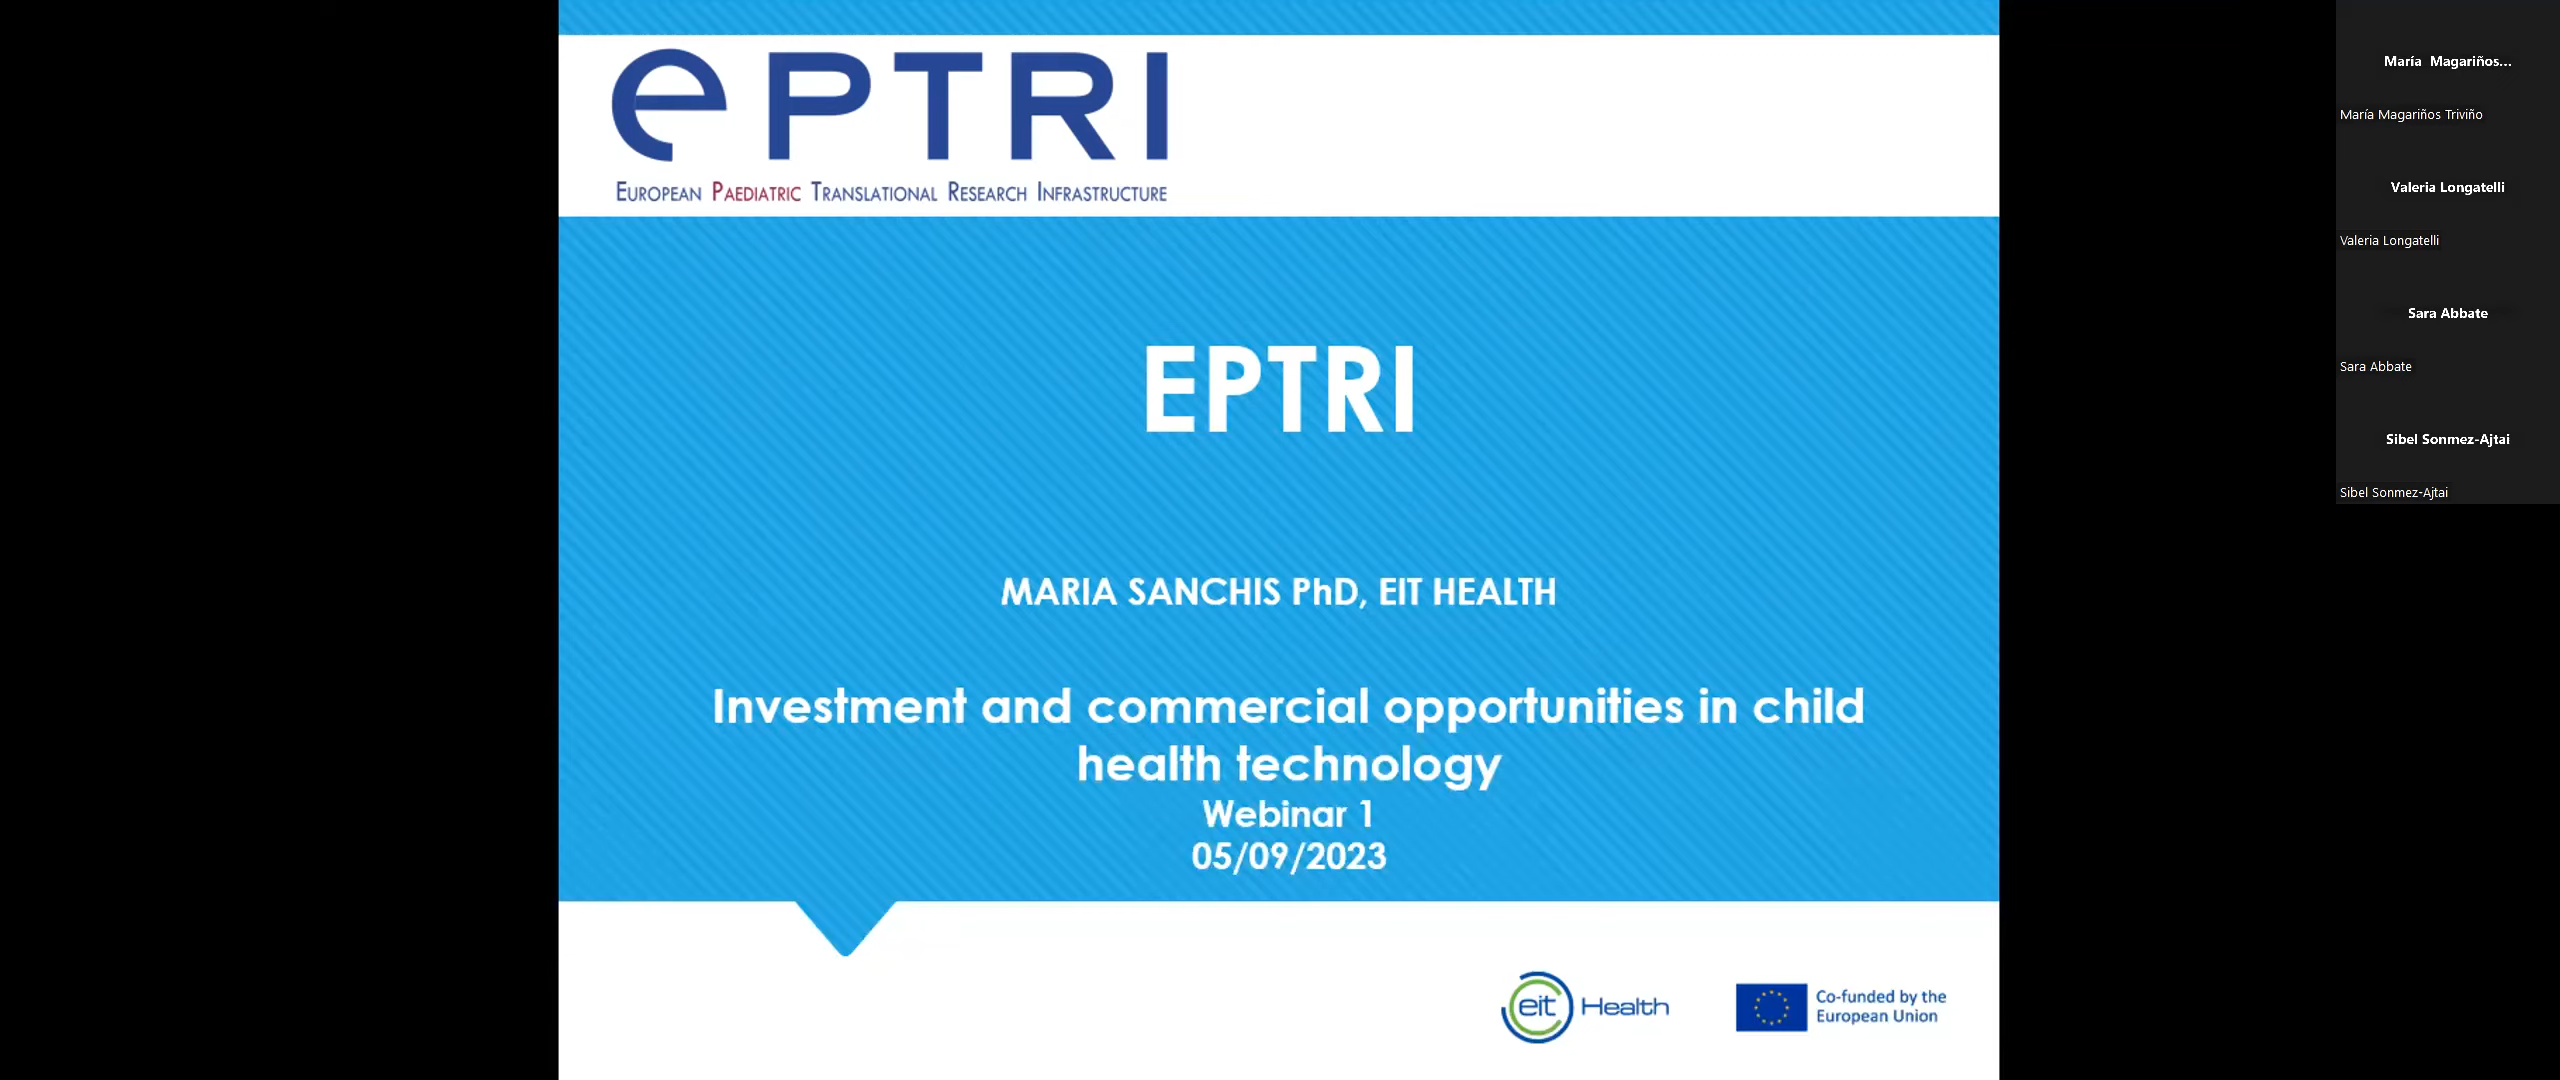 ePTRI
EUROPEAN PAEDIATRIC TRANSLATIONAL RESEARCH INFRASTRUCTURE
EPTRI
MARIA SANCHIS PhD, EIT HEALTH
Investment and commercial opportunities in child
health technology
Webinar 1
05/09/2023
eit Health
Co-funded by the
European Union
María Magariños...
María Magariños Triviño
Valeria Longatelli
Valeria Longatelli
Sara Abbate
Sara Abbate
Sibel Sonmez-Ajtai
Sibel Sonmez-Ajtai